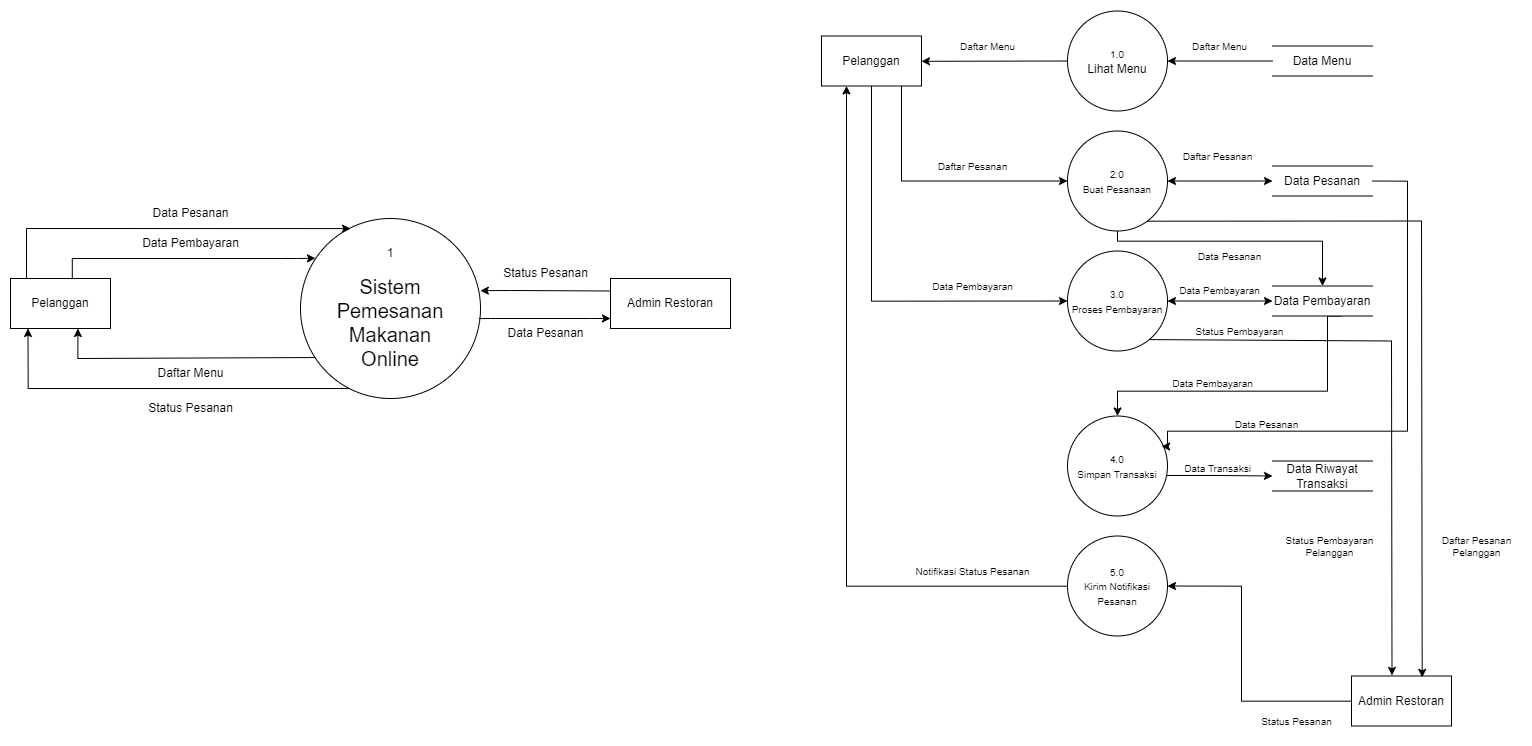 Data Pesanan
Data Pembayaran
Pelanggan
1
Sistem
Pemesanan
Makanan
Online
Status Pesanan
Admin Restoran
Data Pesanan
Daftar Menu
Status Pesanan
Pelanggan
Daftar Menu
1.0
Lihat Menu
Daftar Menu
Data Menu
Daftar Pesanan
2.0
Buat Pesanaan
Daftar Pesanan
Data Pesanan
Data Pesanan
Data Pembayaran
3.0
Proses Pembayaran
Data Pembayaran
Data Pembayaran
Status Pembayaran
Data Pembayaran
Data Pesanan
4.0
Simpan Transaksi
Data Transaksi
Data Riwayat
Transaksi
Status Pembayaran
Pelanggan
Daftar Pesanan
Pelanggan
Notifikasi Status Pesanan
5.0
Kirim Notifikasi
Pesanan
Admin Restoran
Status Pesanan